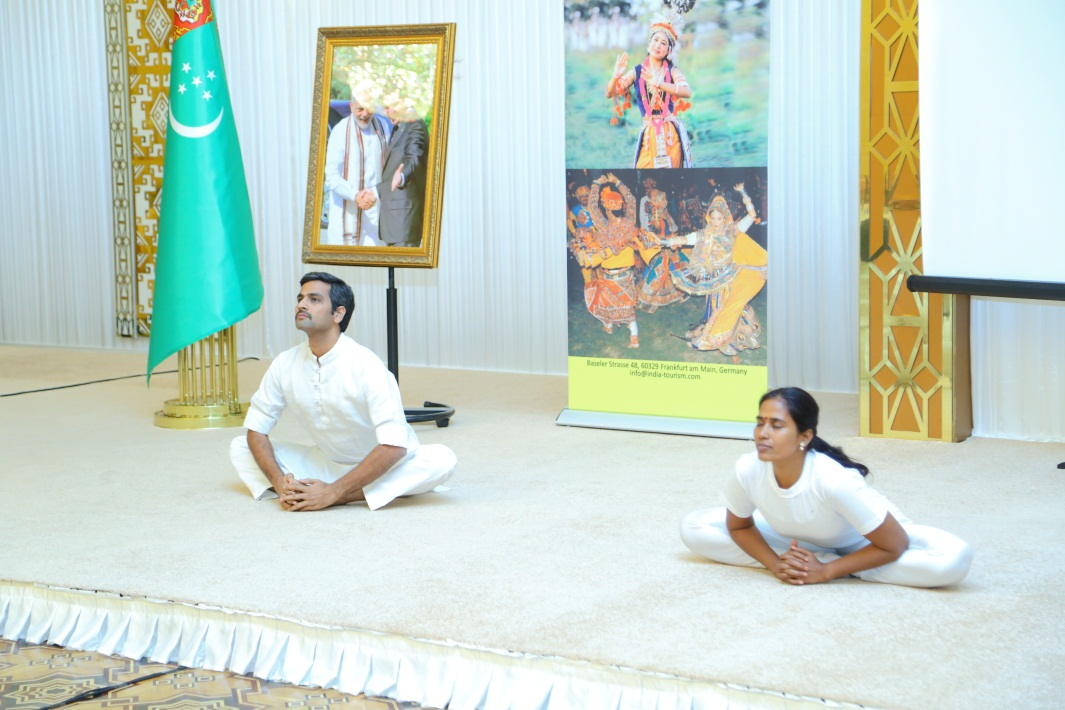 Baseler Strasse 48, 60329 Frankfurt am Main, Germany
info@india-tourism.com